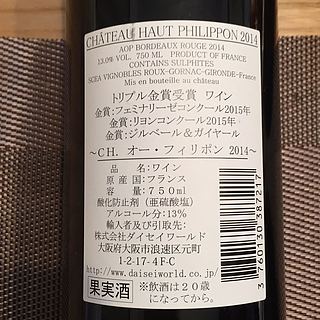 CHÂTEAU HAUT PHILIPPON 2014
AOP BORDEAUX ROUGE 2014
13.0% VOL. 750 ML PRODUCT OF FRANCE
CONTAINS SULPHITES
SCEA VIGNOBLES ROUX-GORNAC-GIRONDE-France
Mis en bouteille au château
トリプル金賞受賞 ワイン
金賞:フェミナリーゼコンクール2015年
金賞:リヨンコンクール2015年
金賞:ジルベール&ガイヤール
～CH. オー・フィリポン 2014～
品 名:ワイン
原 産 国:フランス
容 量:750ml
酸化防止剤（亜硫酸塩）
アルコール分:13%
輸入者及び引取先:
株式会社ダイセイワールド
大阪府大阪市浪速区元町
1-2-17 4F-C
http://www.daiseiworld.co.jp/
果実酒
※飲酒は20歳
になってから。
3 760130 387217